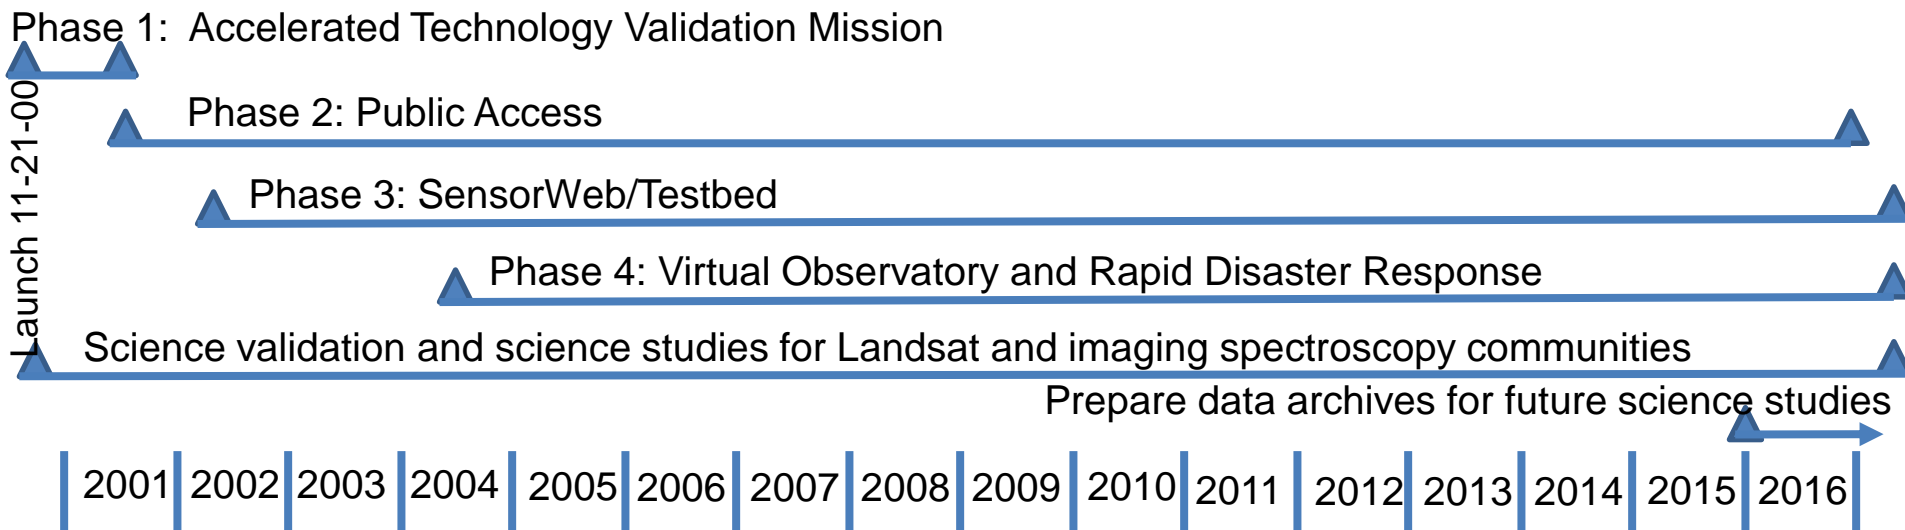 Phase 1: Accelerated Technology Validation Mission
Launch 11-21-00
Phase 2: Public Access
Phase 3: SensorWeb/Testbed
Phase 4: Virtual Observatory and Rapid Disaster Response
Science validation and science studies for Landsat and imaging spectroscopy communities
Prepare data archives for future science studies
2001 2002 2003 2004 2005 2006 2007 2008 2009 2010 2011 2012 2013 2014 2015 2016